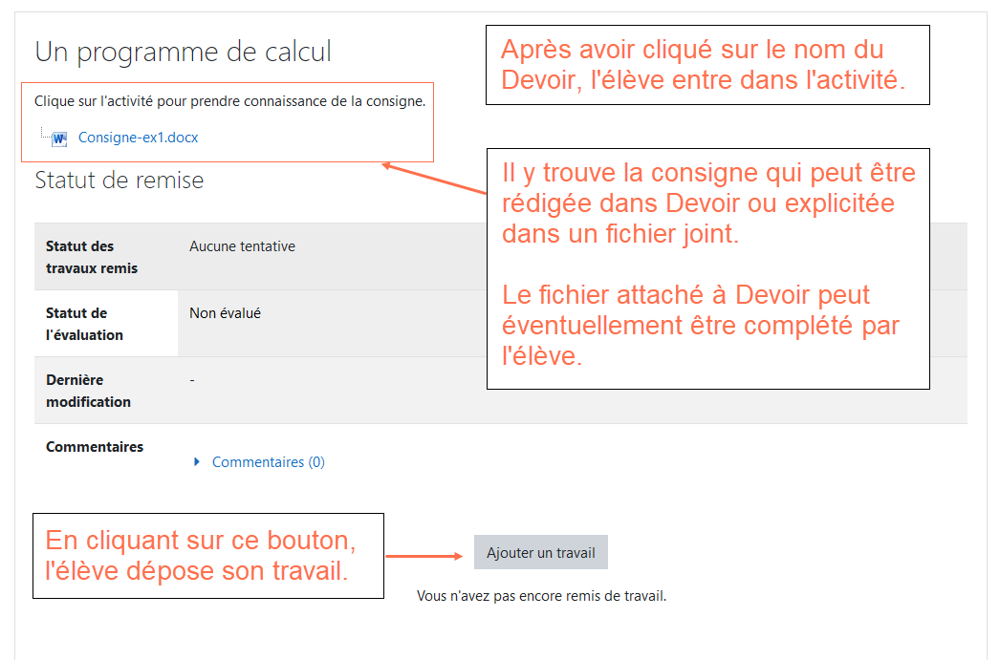 Un programme de calcul
Après avoir cliqué sur le nom du
Devoir, l'élève entre dans l'activité.
Clique sur l'activité pour prendre connaissance de la consigne.
Consigne-ex1.docx
Il y trouve la consigne qui peut être
rédigée dans Devoir ou explicitée
dans un fichier joint.
Le fichier attaché à Devoir peut
éventuellement être complété par
l'élève.
Statut de remise
Statut des
travaux remis
Aucune tentative
Statut de
l'évaluation
Non évalué
Dernière
modification
-
Commentaires
Commentaires (0)
En cliquant sur ce bouton,
l'élève dépose son travail.
Ajouter un travail
Vous n'avez pas encore remis de travail.